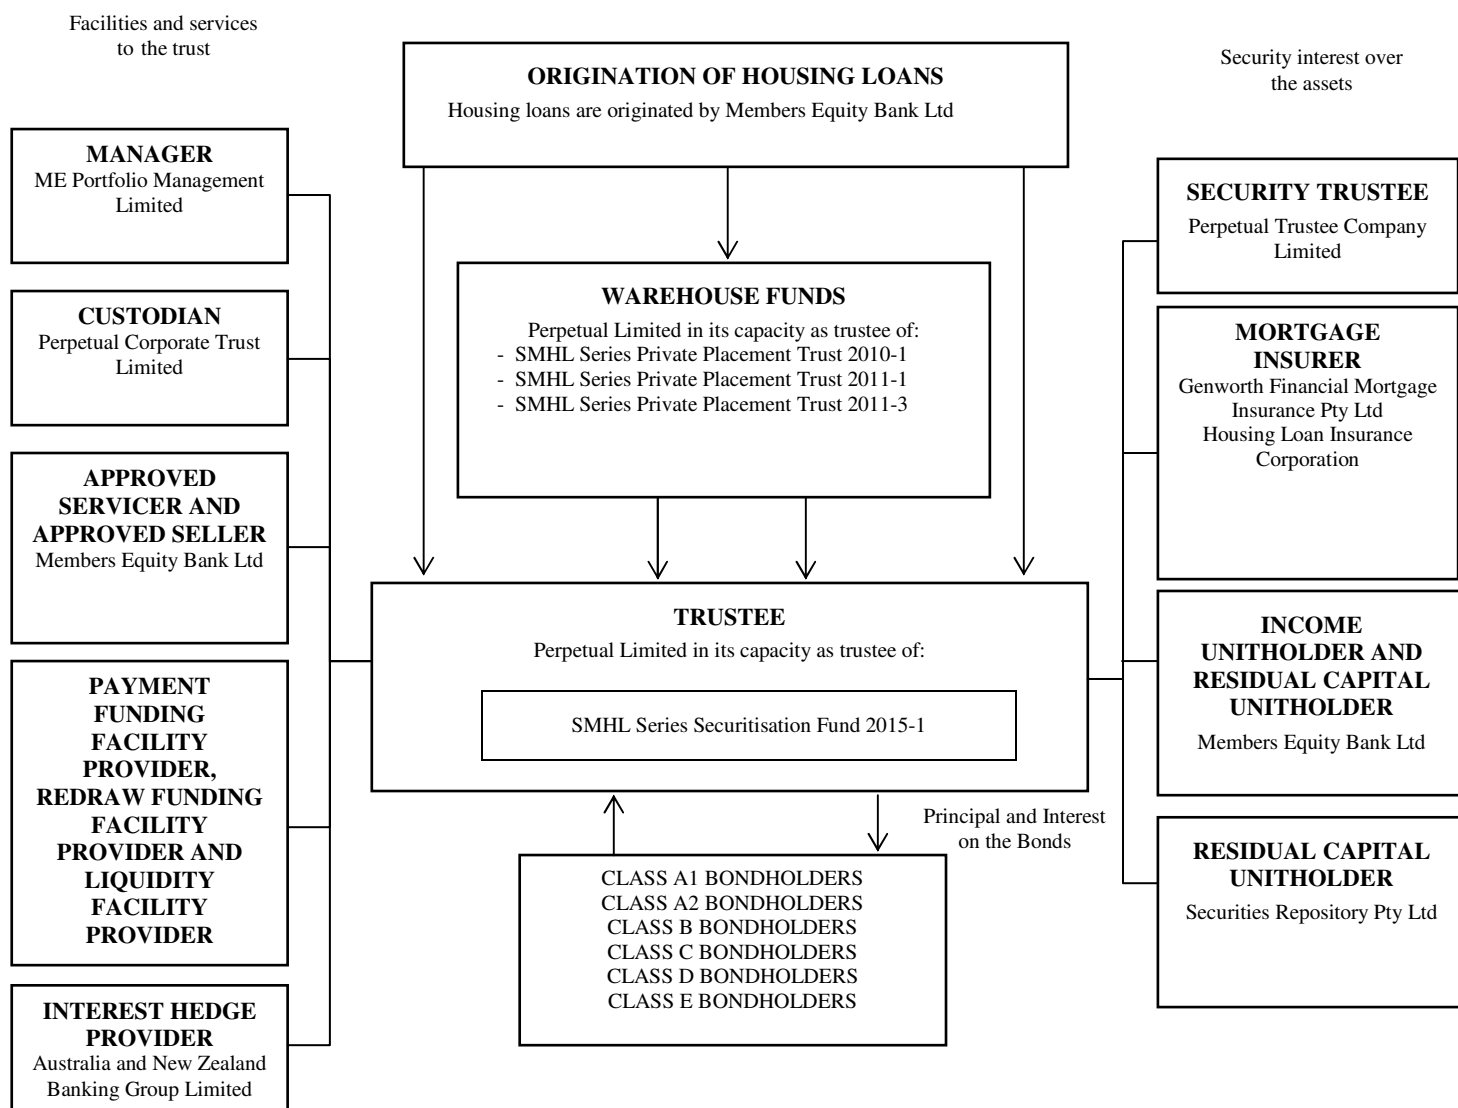 Facilities and services
to the trust
ORIGINATION OF HOUSING LOANS
Housing loans are originated by Members Equity Bank Ltd
Security interest over
the assets
MANAGER
ME Portfolio Management
Limited
CUSTODIAN
Perpetual Corporate Trust
Limited
APPROVED
SERVICER AND
APPROVED SELLER
Members Equity Bank Ltd
PAYMENT
FUNDING
FACILITY
PROVIDER,
REDRAW FUNDING
FACILITY
PROVIDER AND
LIQUIDITY
FACILITY
PROVIDER
INTEREST HEDGE
PROVIDER
Australia and New Zealand
Banking Group Limited
WAREHOUSE FUNDS
Perpetual Limited in its capacity as trustee of:
- SMHL Series Private Placement Trust 2010-1
- SMHL Series Private Placement Trust 2011-1
- SMHL Series Private Placement Trust 2011-3
TRUSTEE
Perpetual Limited in its capacity as trustee of:
SMHL Series Securitisation Fund 2015-1
Principal and Interest
on the Bonds
CLASS A1 BONDHOLDERS
CLASS A2 BONDHOLDERS
CLASS B BONDHOLDERS
CLASS C BONDHOLDERS
CLASS D BONDHOLDERS
CLASS E BONDHOLDERS
SECURITY TRUSTEE
Perpetual Trustee Company
Limited
MORTGAGE
INSURER
Genworth Financial Mortgage
Insurance Pty Ltd
Housing Loan Insurance
Corporation
INCOME
UNITHOLDER AND
RESIDUAL CAPITAL
UNITHOLDER
Members Equity Bank Ltd
RESIDUAL CAPITAL
UNITHOLDER
Securities Repository Pty Ltd